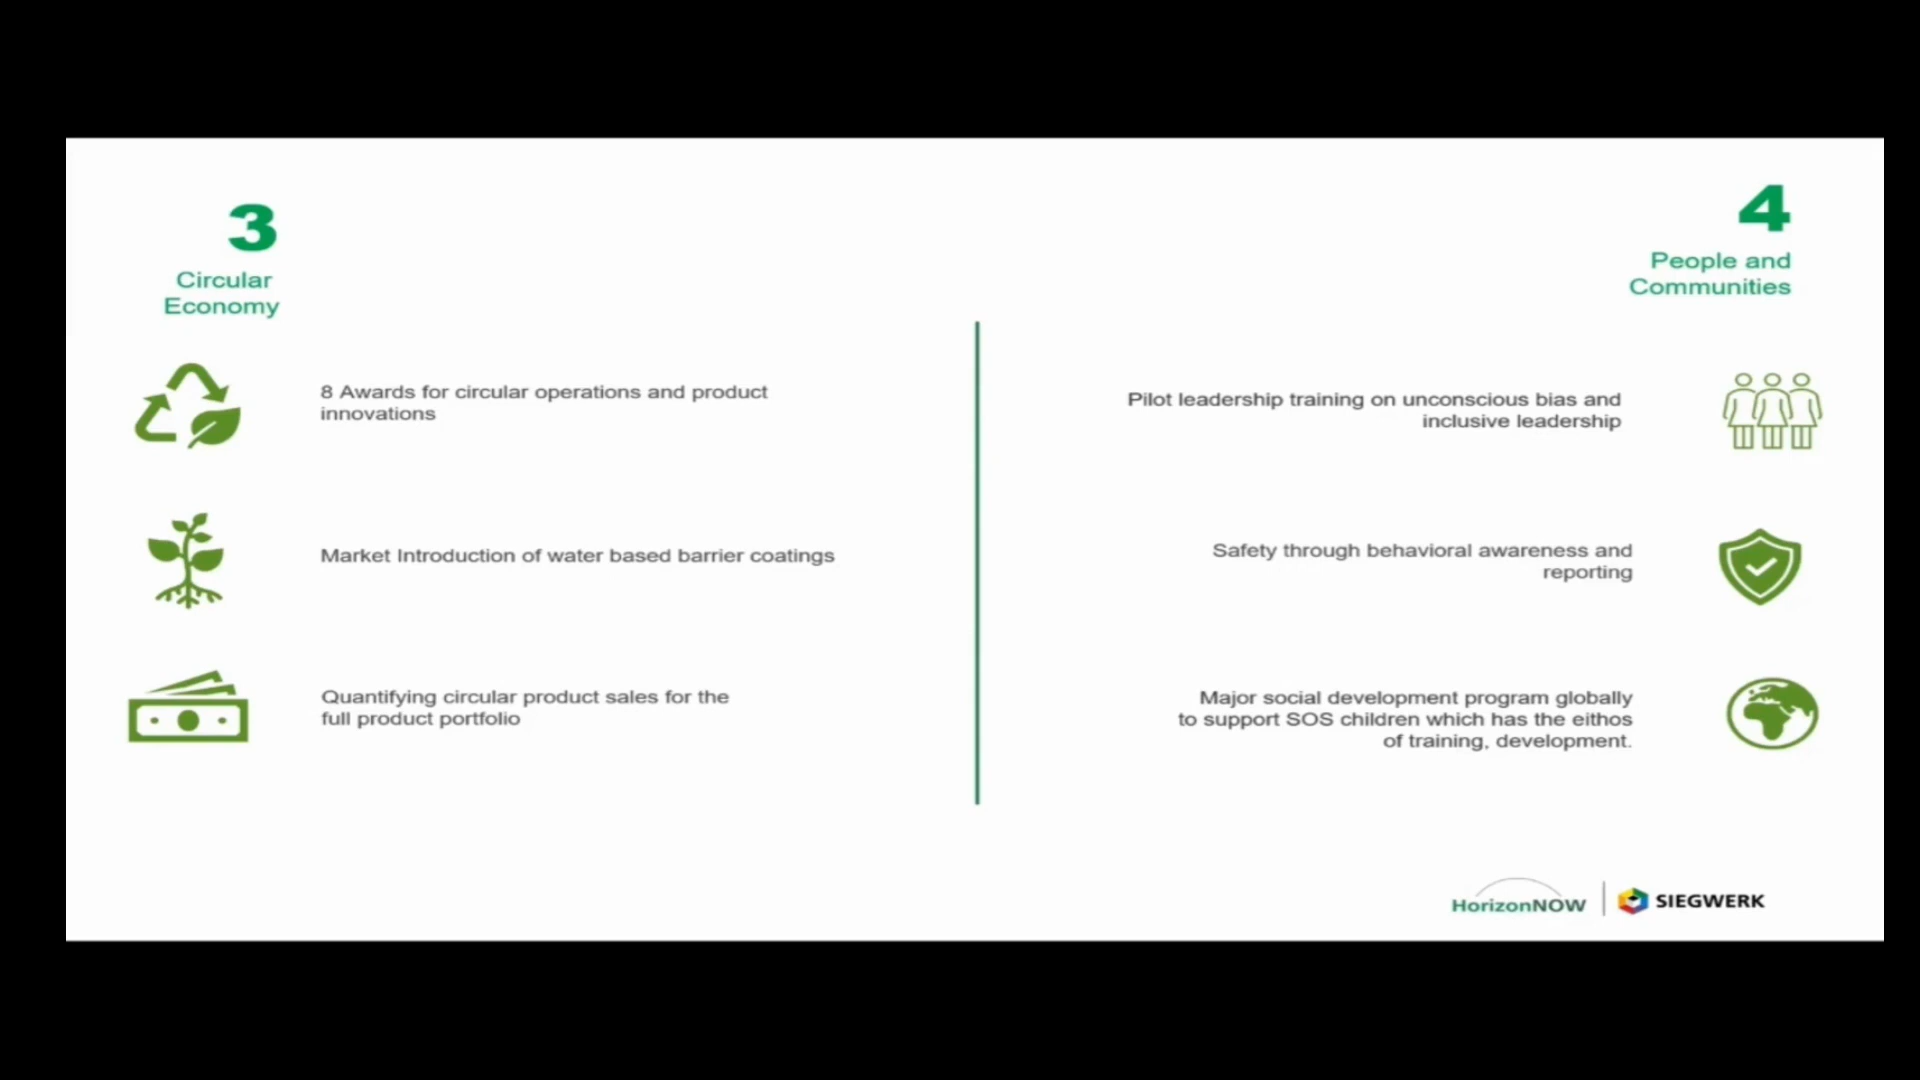 3
Circular
Economy
8 Awards for circular operations and product
innovations
Market Introduction of water based barrier coatings
Quantifying circular product sales for the
full product portfolio
4
People and
Communities
Pilot leadership training on unconscious bias and
inclusive leadership
Safety through behavioral awareness and
reporting
Major social development program globally
to support SOS children which has the eithos
of training, development.
HorizonNOW
SIEGWERK